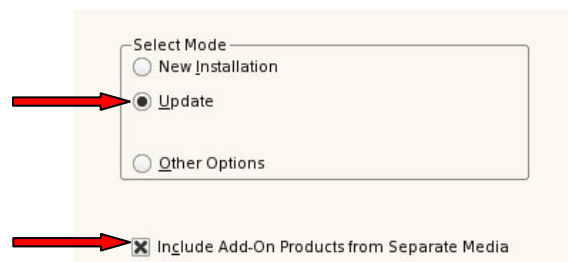 Select Mode
New Installation
Update
Other Options
Include Add-On Products from Separate Media